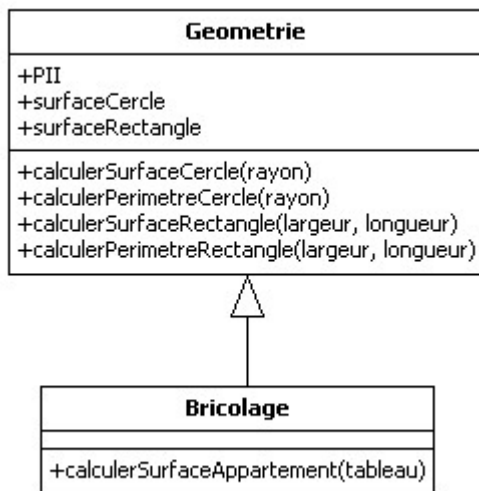 Geometrie
+PII
+surfaceCercle
+surfaceRectangle
+calculerSurfaceCercle(rayon)
+calculerPerimetreCercle(rayon)
+calculerSurfaceRectangle(largeur, longueur)
+calculerPerimetreRectangle(largeur, longueur)
Bricolage
+calculerSurfaceAppartement(tableau)